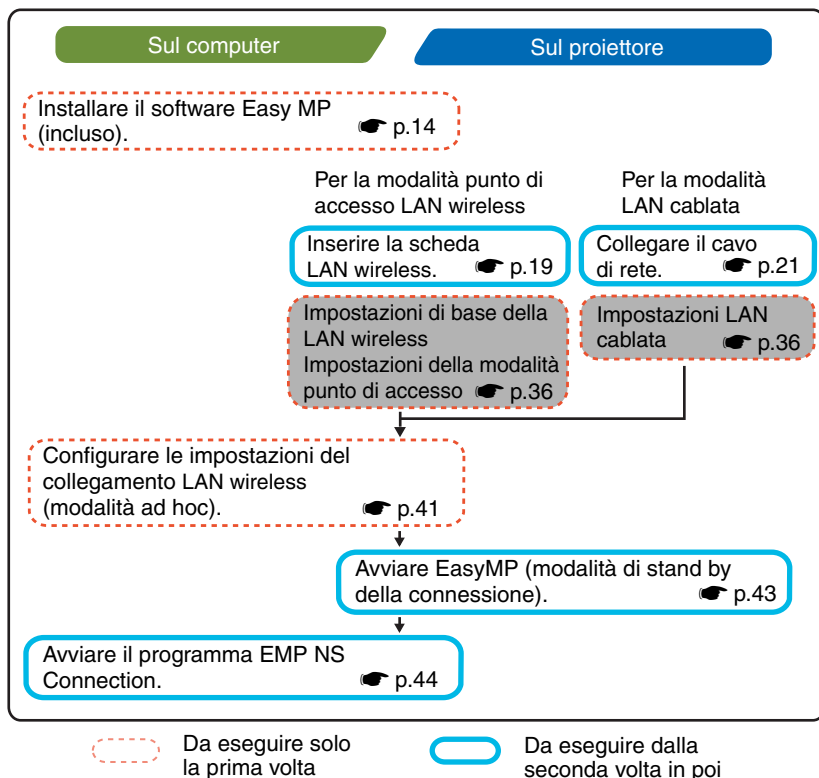 Sul computer
Sul proiettore
Installare il software Easy MP
(incluso). p.14
Per la modalità punto di
accesso LAN wireless
Per la modalità
LAN cablata
Inserire la scheda
LAN wireless. p.19
Collegare il cavo
di rete. p.21
Impostazioni di base della
LAN wireless
Impostazioni della modalità
punto di accesso p.36
Impostazioni LAN
cablata p.36
Configurare le impostazioni del
collegamento LAN wireless
(modalità ad hoc). p.41
Avviare EasyMP (modalità di stand by
della connessione). p.43
Avviare il programma EMP NS
Connection. p.44
Da eseguire solo
la prima volta
Da eseguire dalla
seconda volta in poi